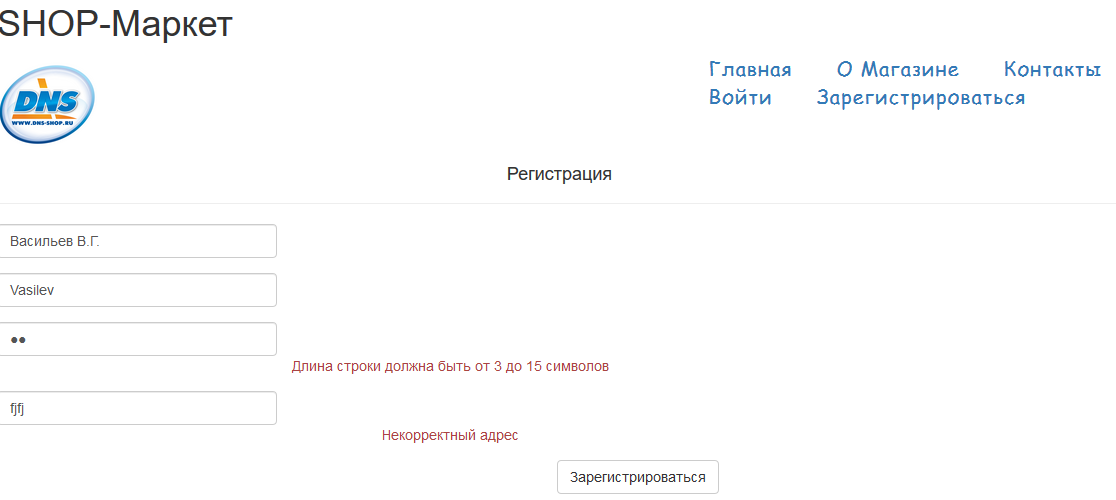 SHOP-Маркет
DNS
WWW.DNS-SHOP.RU
Главная О Магазине Контакты
Войти Зарегистрироваться
Регистрация
Васильев В.Г.
Vasilev
●●
Длина строки должна быть от 3 до 15 символов
fjfj
Некорректный адрес
Зарегистрироваться